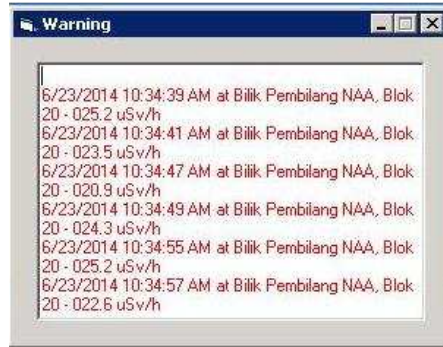 Warning
6/23/2014 10:34:39 AM at Bilik Pembilang NAA, Blok
20 - 025.2 uSv/h
6/23/2014 10:34:41 AM at Bilik Pembilang NAA, Blok
20 - 023.5 uSv/h
6/23/2014 10:34:47 AM at Bilik Pembilang NAA, Blok
20 - 020.9 uSv/h
6/23/2014 10:34:49 AM at Bilik Pembilang NAA, Blok
20 - 024.3 uSv/h
6/23/2014 10:34:55 AM at Bilik Pembilang NAA, Blok
20 - 025.2 uSv/h
6/23/2014 10:34:57 AM at Bilik Pembilang NAA, Blok
20 - 022.6 uSv/h